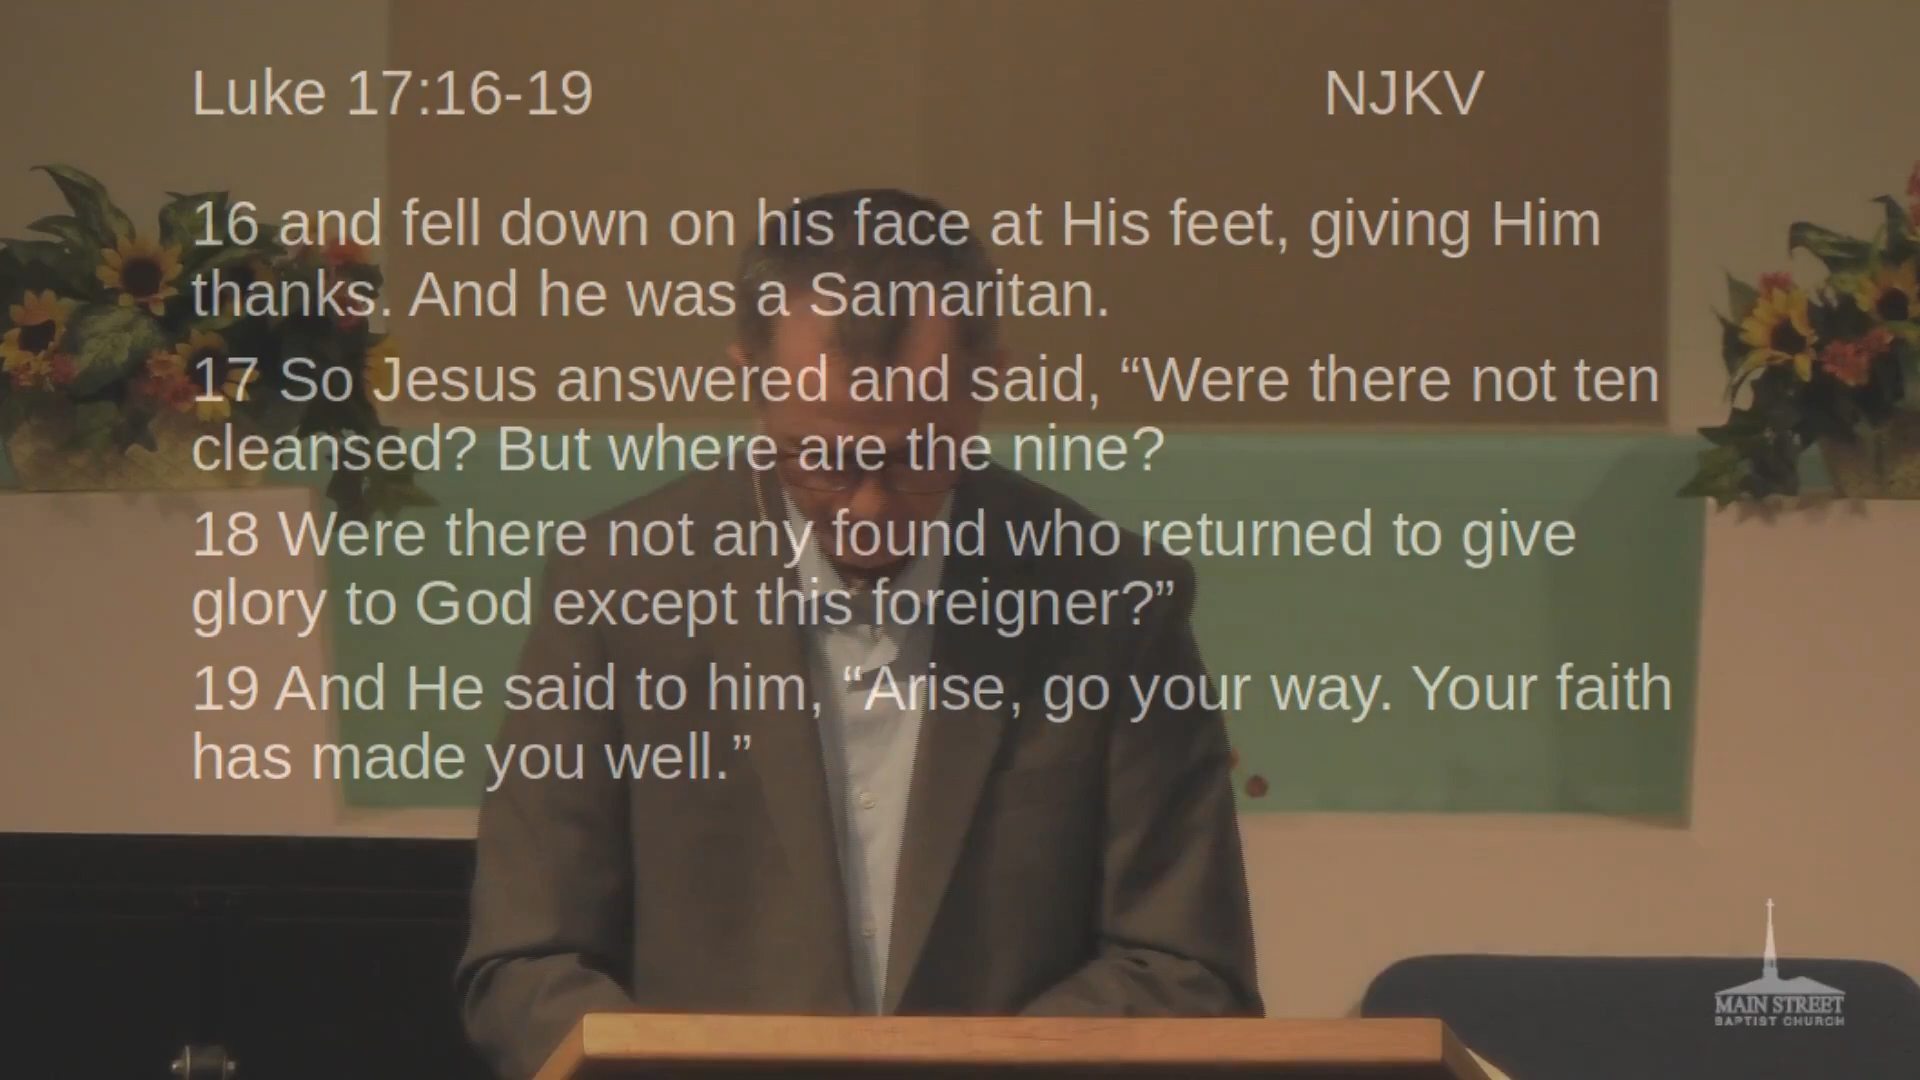 Luke 17:16-19 NJKV
16 and fell down on his face at His feet, giving Him
thanks. And he was a Samaritan.
17 So Jesus answered and said, “Were there not ten
cleansed? But where are the nine?
18 Were there not any found who returned to give
glory to God except this foreigner?”
19 And He said to him, “Arise, go your way. Your faith
has made you well.”
MAIN STREET
BAPTIST CHURCH